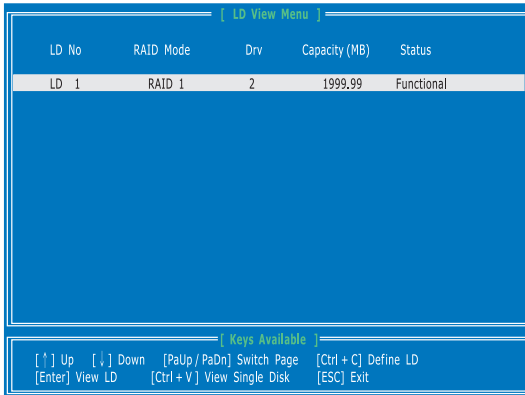 [ LD View Menu ]
LD No RAID Mode Drv Capacity (MB) Status
LD 1 RAID 1 2 1999.99 Functional
[ Keys Available ]
[↑] Up [↓] Down [PaUp / PaDn] Switch Page [Ctrl + C] Define LD
[Enter] View LD [Ctrl + V ] View Single Disk [ESC] Exit